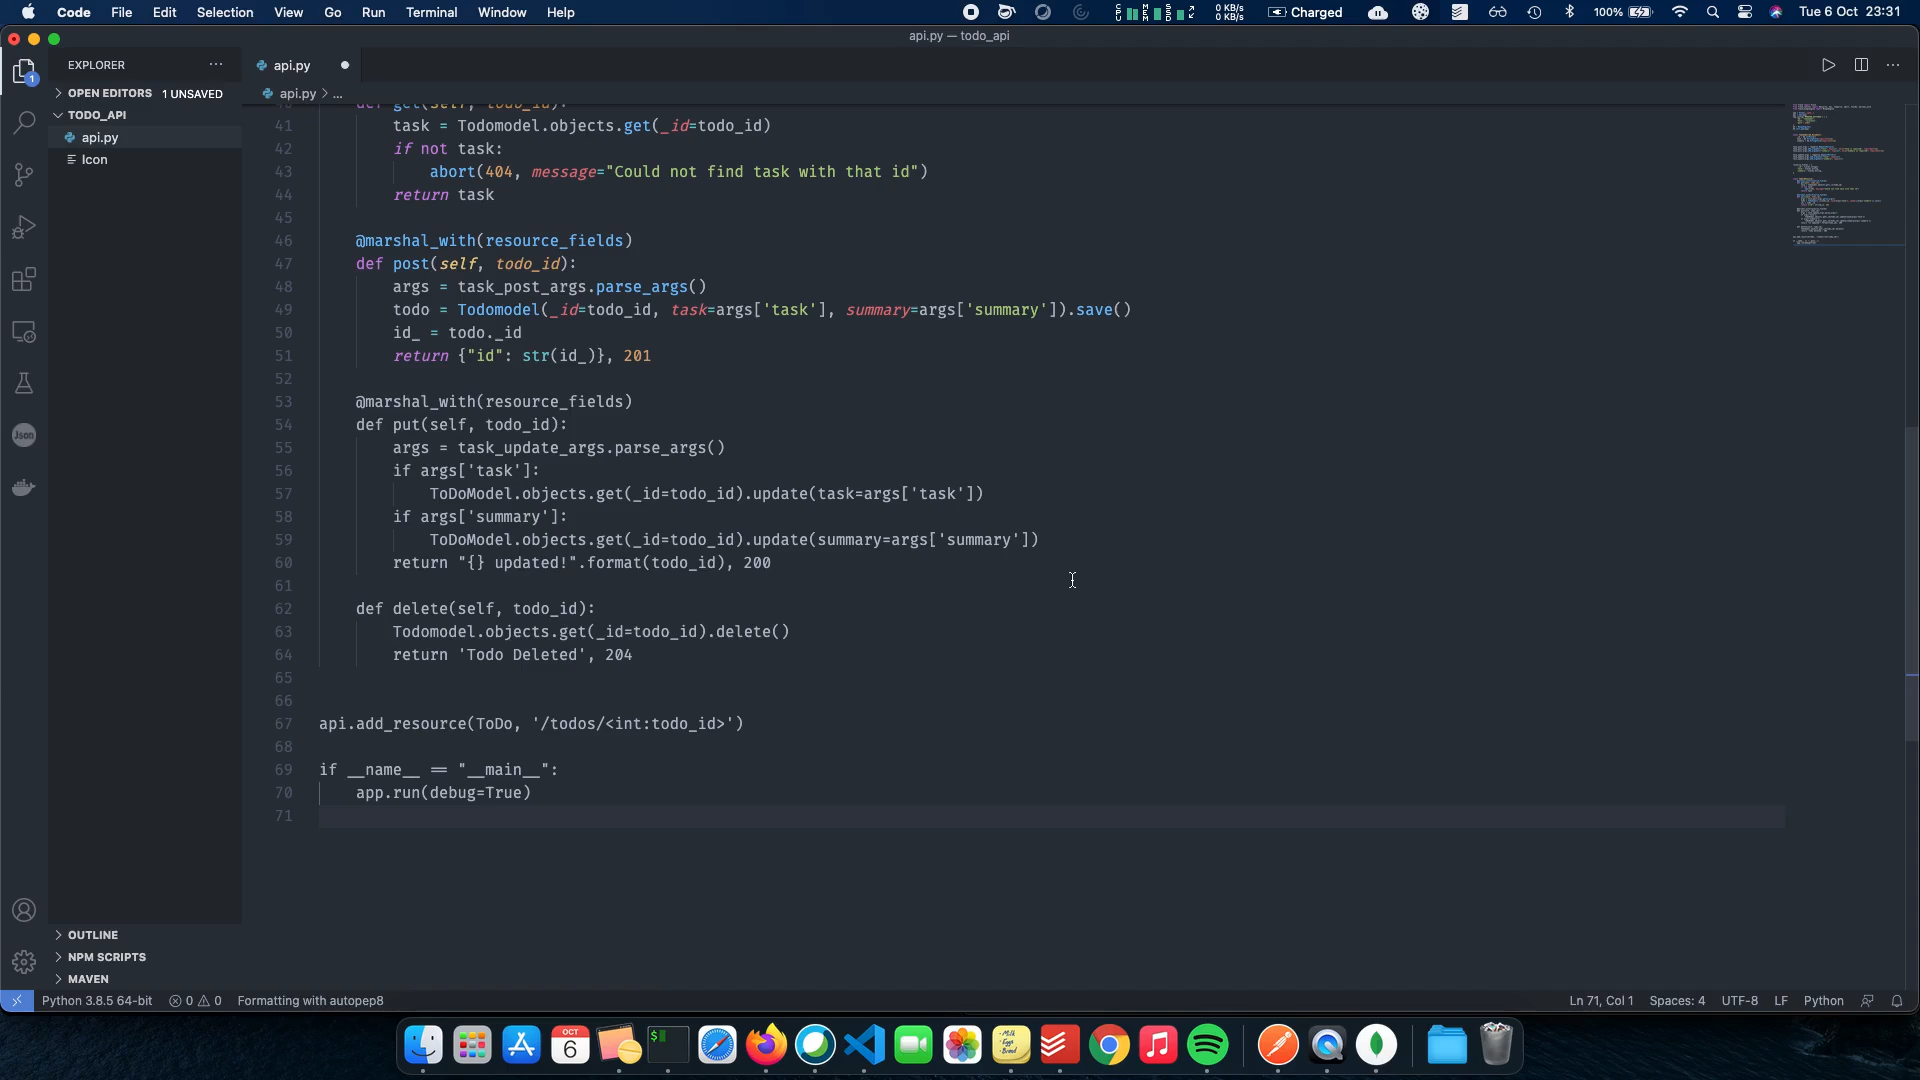 Code File Edit Selection View Go Run Terminal Window Help 0 KB/s 0 KB/s Charged 100% Tue 6 Oct 23:31
api.py — todo_api
EXPLORER ··· api.py
OPEN EDITORS 1 UNSAVED api.py > ...
TODO_API
api.py
Icon
def get(self, todo_id):
41 task = Todomodel.objects.get(_id=todo_id)
42 if not task:
43 abort(404, message="Could not find task with that id")
44 return task
45
46 @marshal_with(resource_fields)
47 def post(self, todo_id):
48 args = task_post_args.parse_args()
49 todo = Todomodel(_id=todo_id, task=args['task'], summary=args['summary']).save()
50 id_ = todo._id
51 return {"id": str(id_)}, 201
52
53 @marshal_with(resource_fields)
54 def put(self, todo_id):
55 args = task_update_args.parse_args()
56 if args['task']:
57 ToDoModel.objects.get(_id=todo_id).update(task=args['task'])
58 if args['summary']:
59 ToDoModel.objects.get(_id=todo_id).update(summary=args['summary'])
60 return "{} updated!".format(todo_id), 200
61
62 def delete(self, todo_id):
63 Todomodel.objects.get(_id=todo_id).delete()
64 return 'Todo Deleted', 204
65
66
67 api.add_resource(ToDo, '/todos/<int:todo_id>')
68
69 if __name__ == "__main__":
70 app.run(debug=True)
71
Json
OUTLINE
NPM SCRIPTS
MAVEN
Python 3.8.5 64-bit 0 0 Formatting with autopep8 Ln 71, Col 1 Spaces: 4 UTF-8 LF Python
OCT
6
Milk
Eggs
Bread